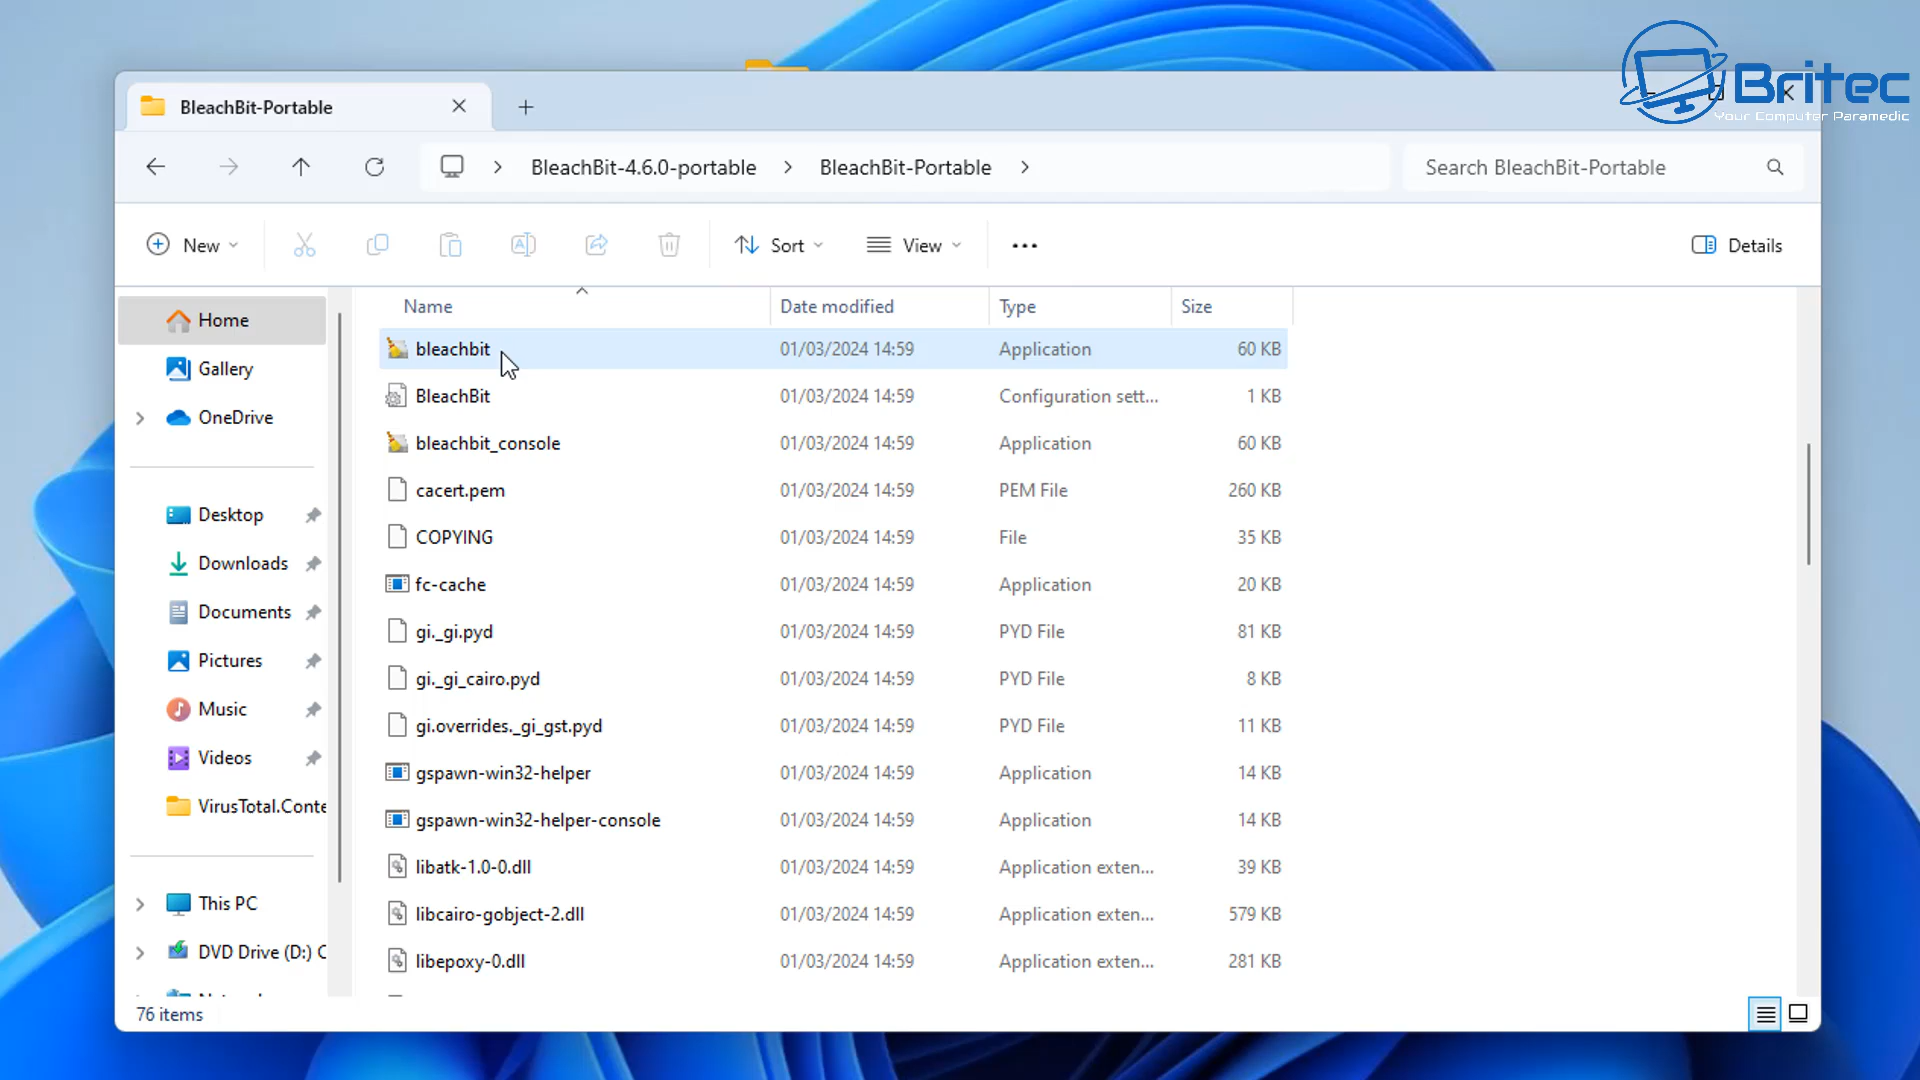 Britec
Your Computer Paramedic
BleachBit-Portable
BleachBit-4.6.0-portable BleachBit-Portable Search BleachBit-Portable
New Sort View Details
Name Date modified Type Size
Home
Gallery
OneDrive
Desktop
Downloads
Documents
Pictures
Music
Videos
VirusTotal.Conte
This PC
DVD Drive (D:) C
bleachbit 01/03/2024 14:59 Application 60 KB
BleachBit 01/03/2024 14:59 Configuration sett... 1 KB
bleachbit_console 01/03/2024 14:59 Application 60 KB
cacert.pem 01/03/2024 14:59 PEM File 260 KB
COPYING 01/03/2024 14:59 File 35 KB
fc-cache 01/03/2024 14:59 Application 20 KB
gi._gi.pyd 01/03/2024 14:59 PYD File 81 KB
gi._gi_cairo.pyd 01/03/2024 14:59 PYD File 8 KB
gi.overrides._gi_gst.pyd 01/03/2024 14:59 PYD File 11 KB
gspawn-win32-helper 01/03/2024 14:59 Application 14 KB
gspawn-win32-helper-console 01/03/2024 14:59 Application 14 KB
libatk-1.0-0.dll 01/03/2024 14:59 Application exten... 39 KB
libcairo-gobject-2.dll 01/03/2024 14:59 Application exten... 579 KB
libepoxy-0.dll 01/03/2024 14:59 Application exten... 281 KB
76 items